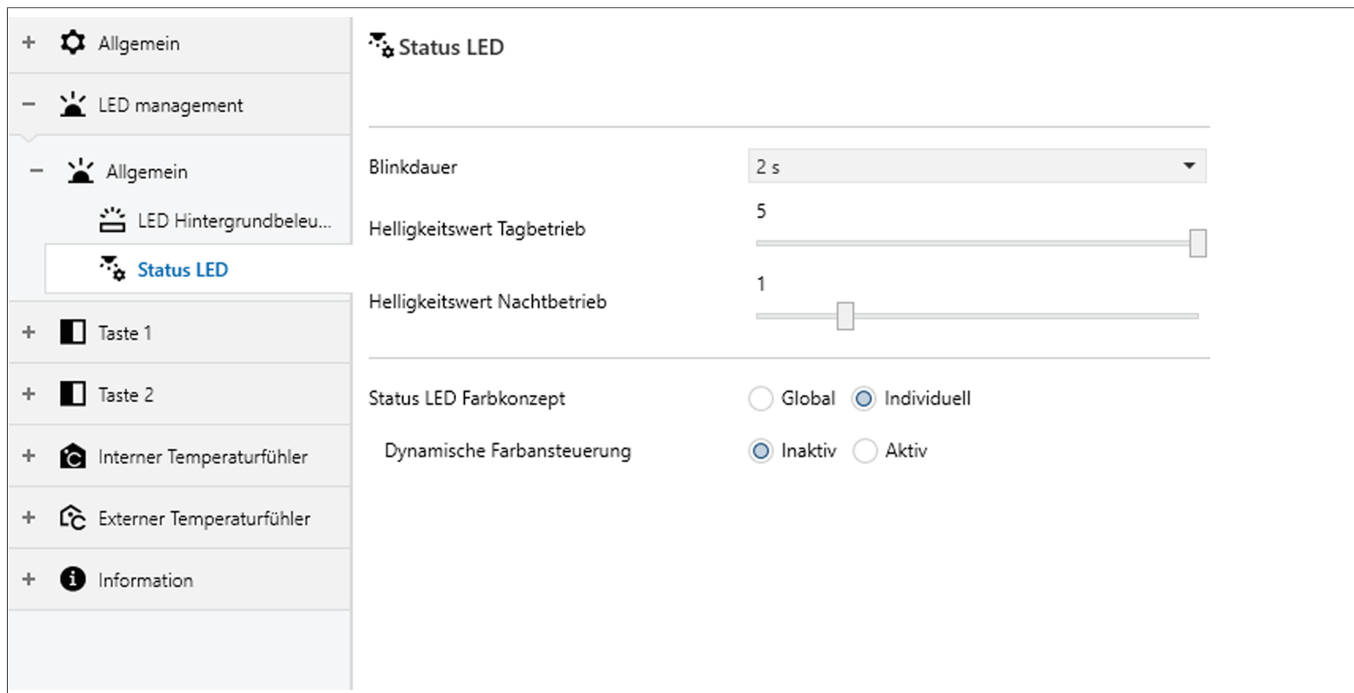 Allgemein
LED management
Allgemein
LED Hintergrundbeleu...
Status LED
Taste 1
Taste 2
Interner Temperaturfühler
Externer Temperaturfühler
Information
Status LED
Blinkdauer 2 s
5
Helligkeitswert Tagbetrieb
1
Helligkeitswert Nachtbetrieb
Status LED Farbkonzept Global Individuell
Dynamische Farbansteuerung Inaktiv Aktiv